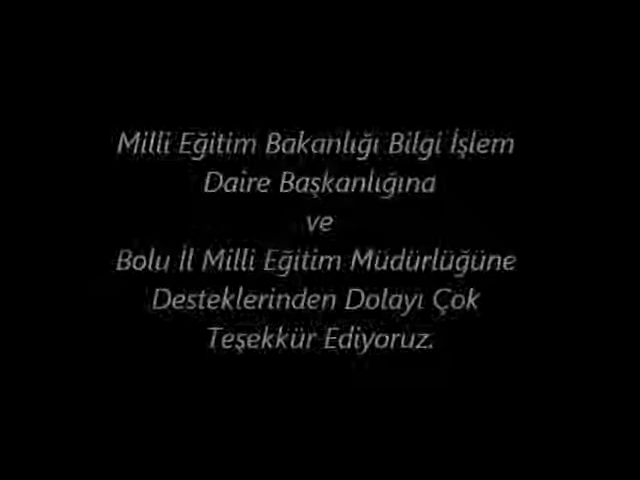 Milli Eğitim Bakanlığı Bilgi İşlem
Daire Başkanlığına
ve
Bolu İl Milli Eğitim Müdürlüğüne
Desteklerinden Dolayı Çok
Teşekkür Ediyoruz.